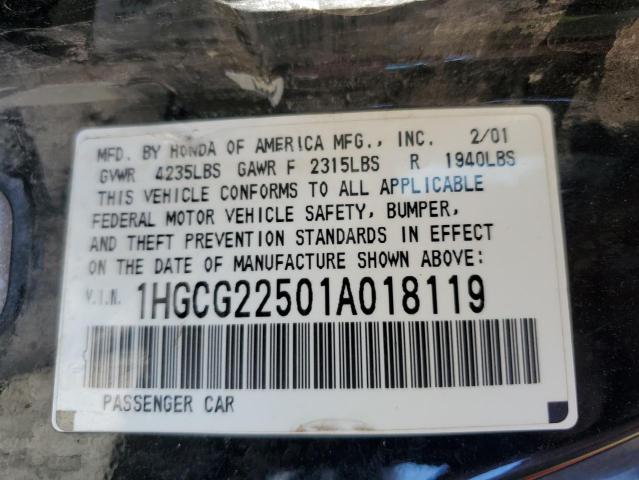 MFD. BY HONDA OF AMERICA MFG., INC. 2/01
GVWR 4235LBS GAWR F 2315LBS R 1940LBS
THIS VEHICLE CONFORMS TO ALL APPLICABLE
FEDERAL MOTOR VEHICLE SAFETY, BUMPER,
AND THEFT PREVENTION STANDARDS IN EFFECT
ON THE DATE OF MANUFACTURE SHOWN ABOVE:
V.I.N. 1HGCG22501A018119
PASSENGER CAR